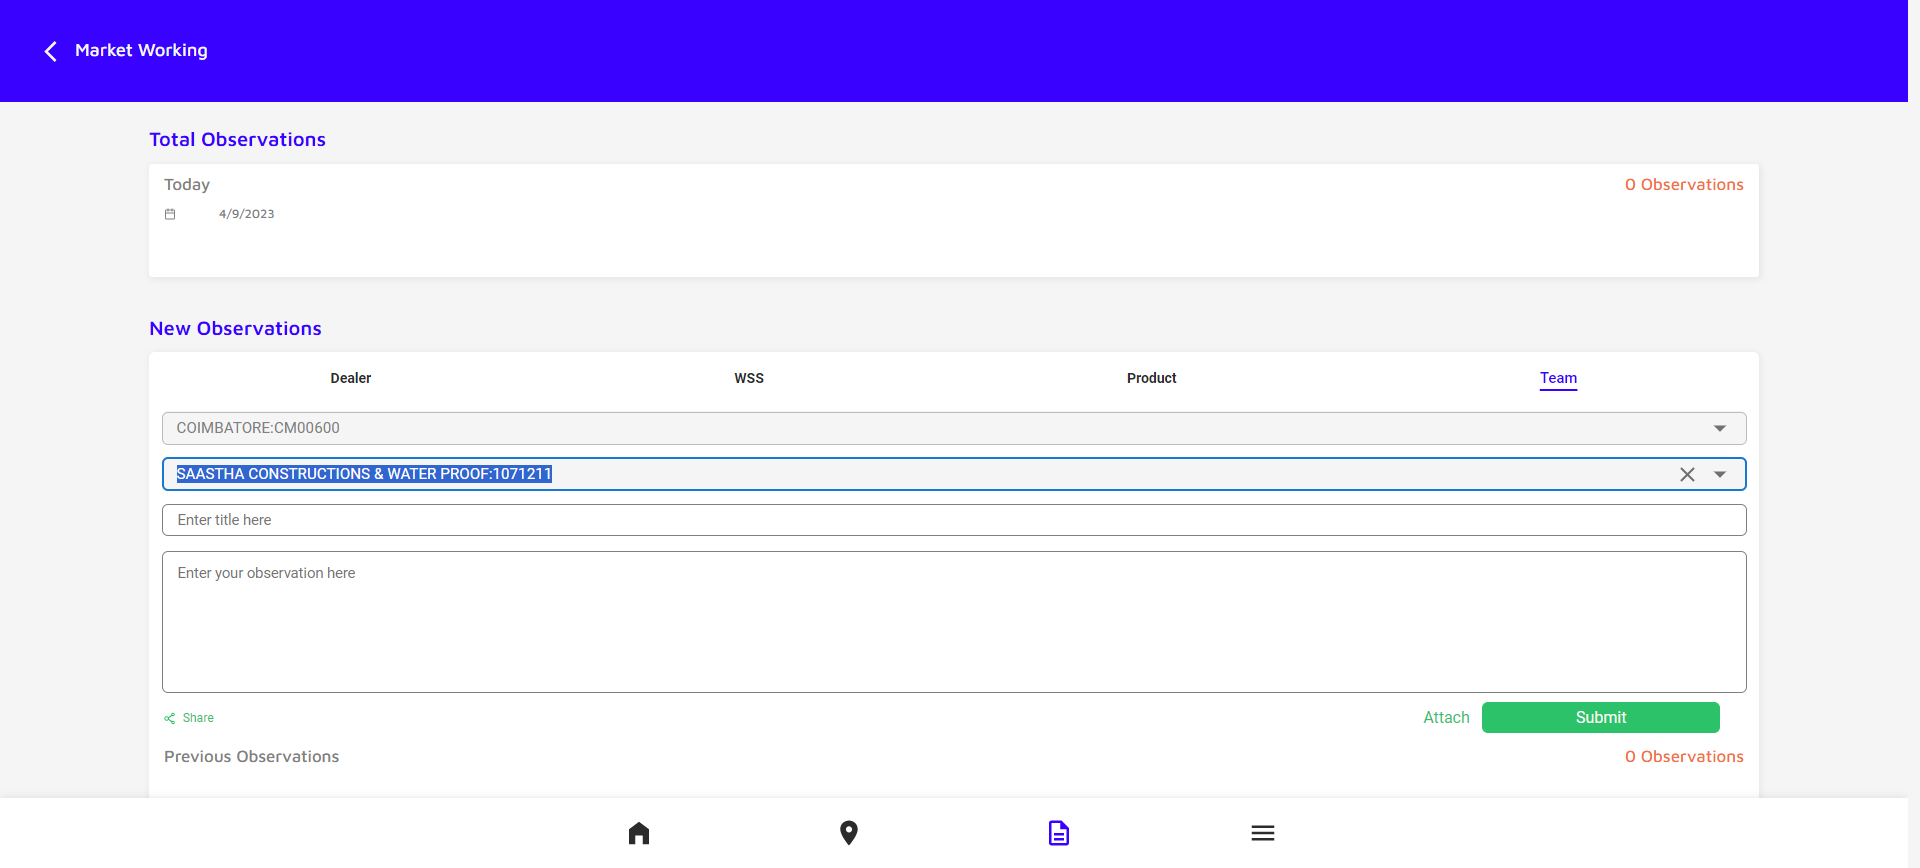 Market Working
Total Observations
Today
0 Observations
4/9/2023
New Observations
Dealer
WSS
Product
Team
COIMBATORE:CM00600
SAASTHA CONSTRUCTIONS & WATER PROOF:1071211
Enter title here
Enter your observation here
Share
Attach
Submit
Previous Observations
0 Observations